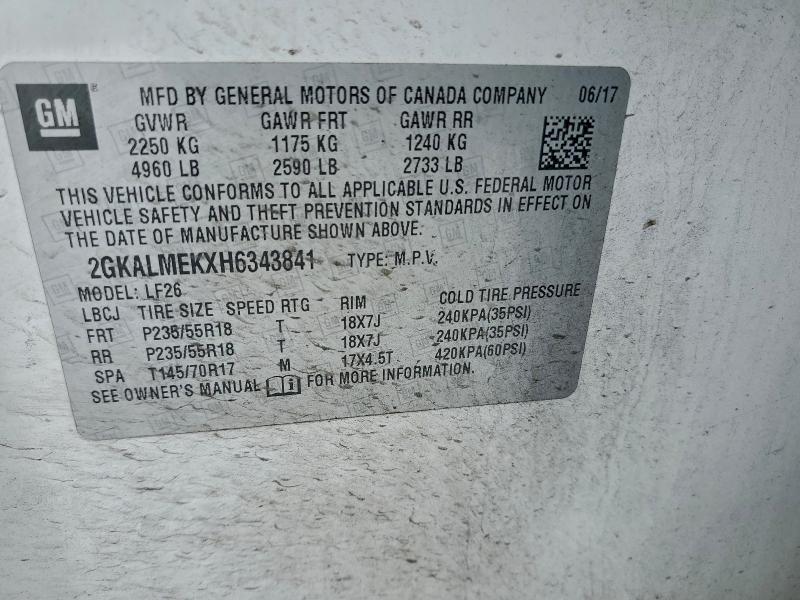 GM ®
MFD BY GENERAL MOTORS OF CANADA COMPANY 06/17
GVWR GAWR FRT GAWR RR
2250 KG 1175 KG 1240 KG
4960 LB 2590 LB 2733 LB
THIS VEHICLE CONFORMS TO ALL APPLICABLE U.S. FEDERAL MOTOR
VEHICLE SAFETY AND THEFT PREVENTION STANDARDS IN EFFECT ON
THE DATE OF MANUFACTURE SHOWN ABOVE.
2GKALMEKXH6343841 TYPE: M.P.V.
MODEL: LF26
LBCJ TIRE SIZE SPEED RTG RIM COLD TIRE PRESSURE
FRT P235/55R18 T 18X7J 240KPA(35PSI)
RR P235/55R18 T 18X7J 240KPA(35PSI)
SPA T145/70R17 M 17X4.5T 420KPA(60PSI)
SEE OWNER'S MANUAL FOR MORE INFORMATION.